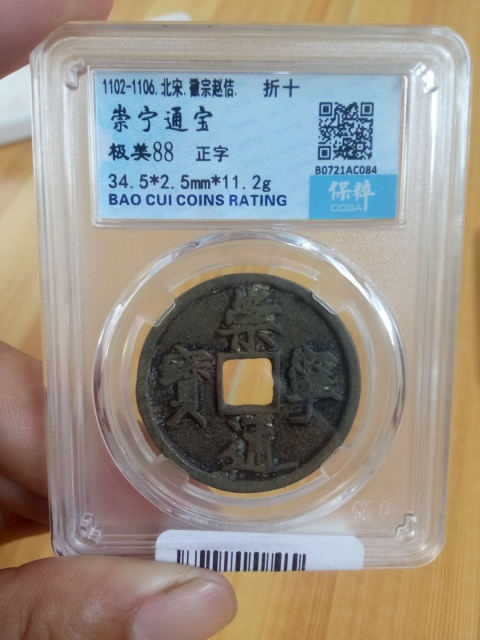 1102-1106.北宋.徽宗赵佶. 折十
崇宁通宝
极美88 正字
B0721AC084
34.5*2.5mm*11.2g
保粹
CCGA
BAO CUI COINS RATING
崇
寶 寧
通